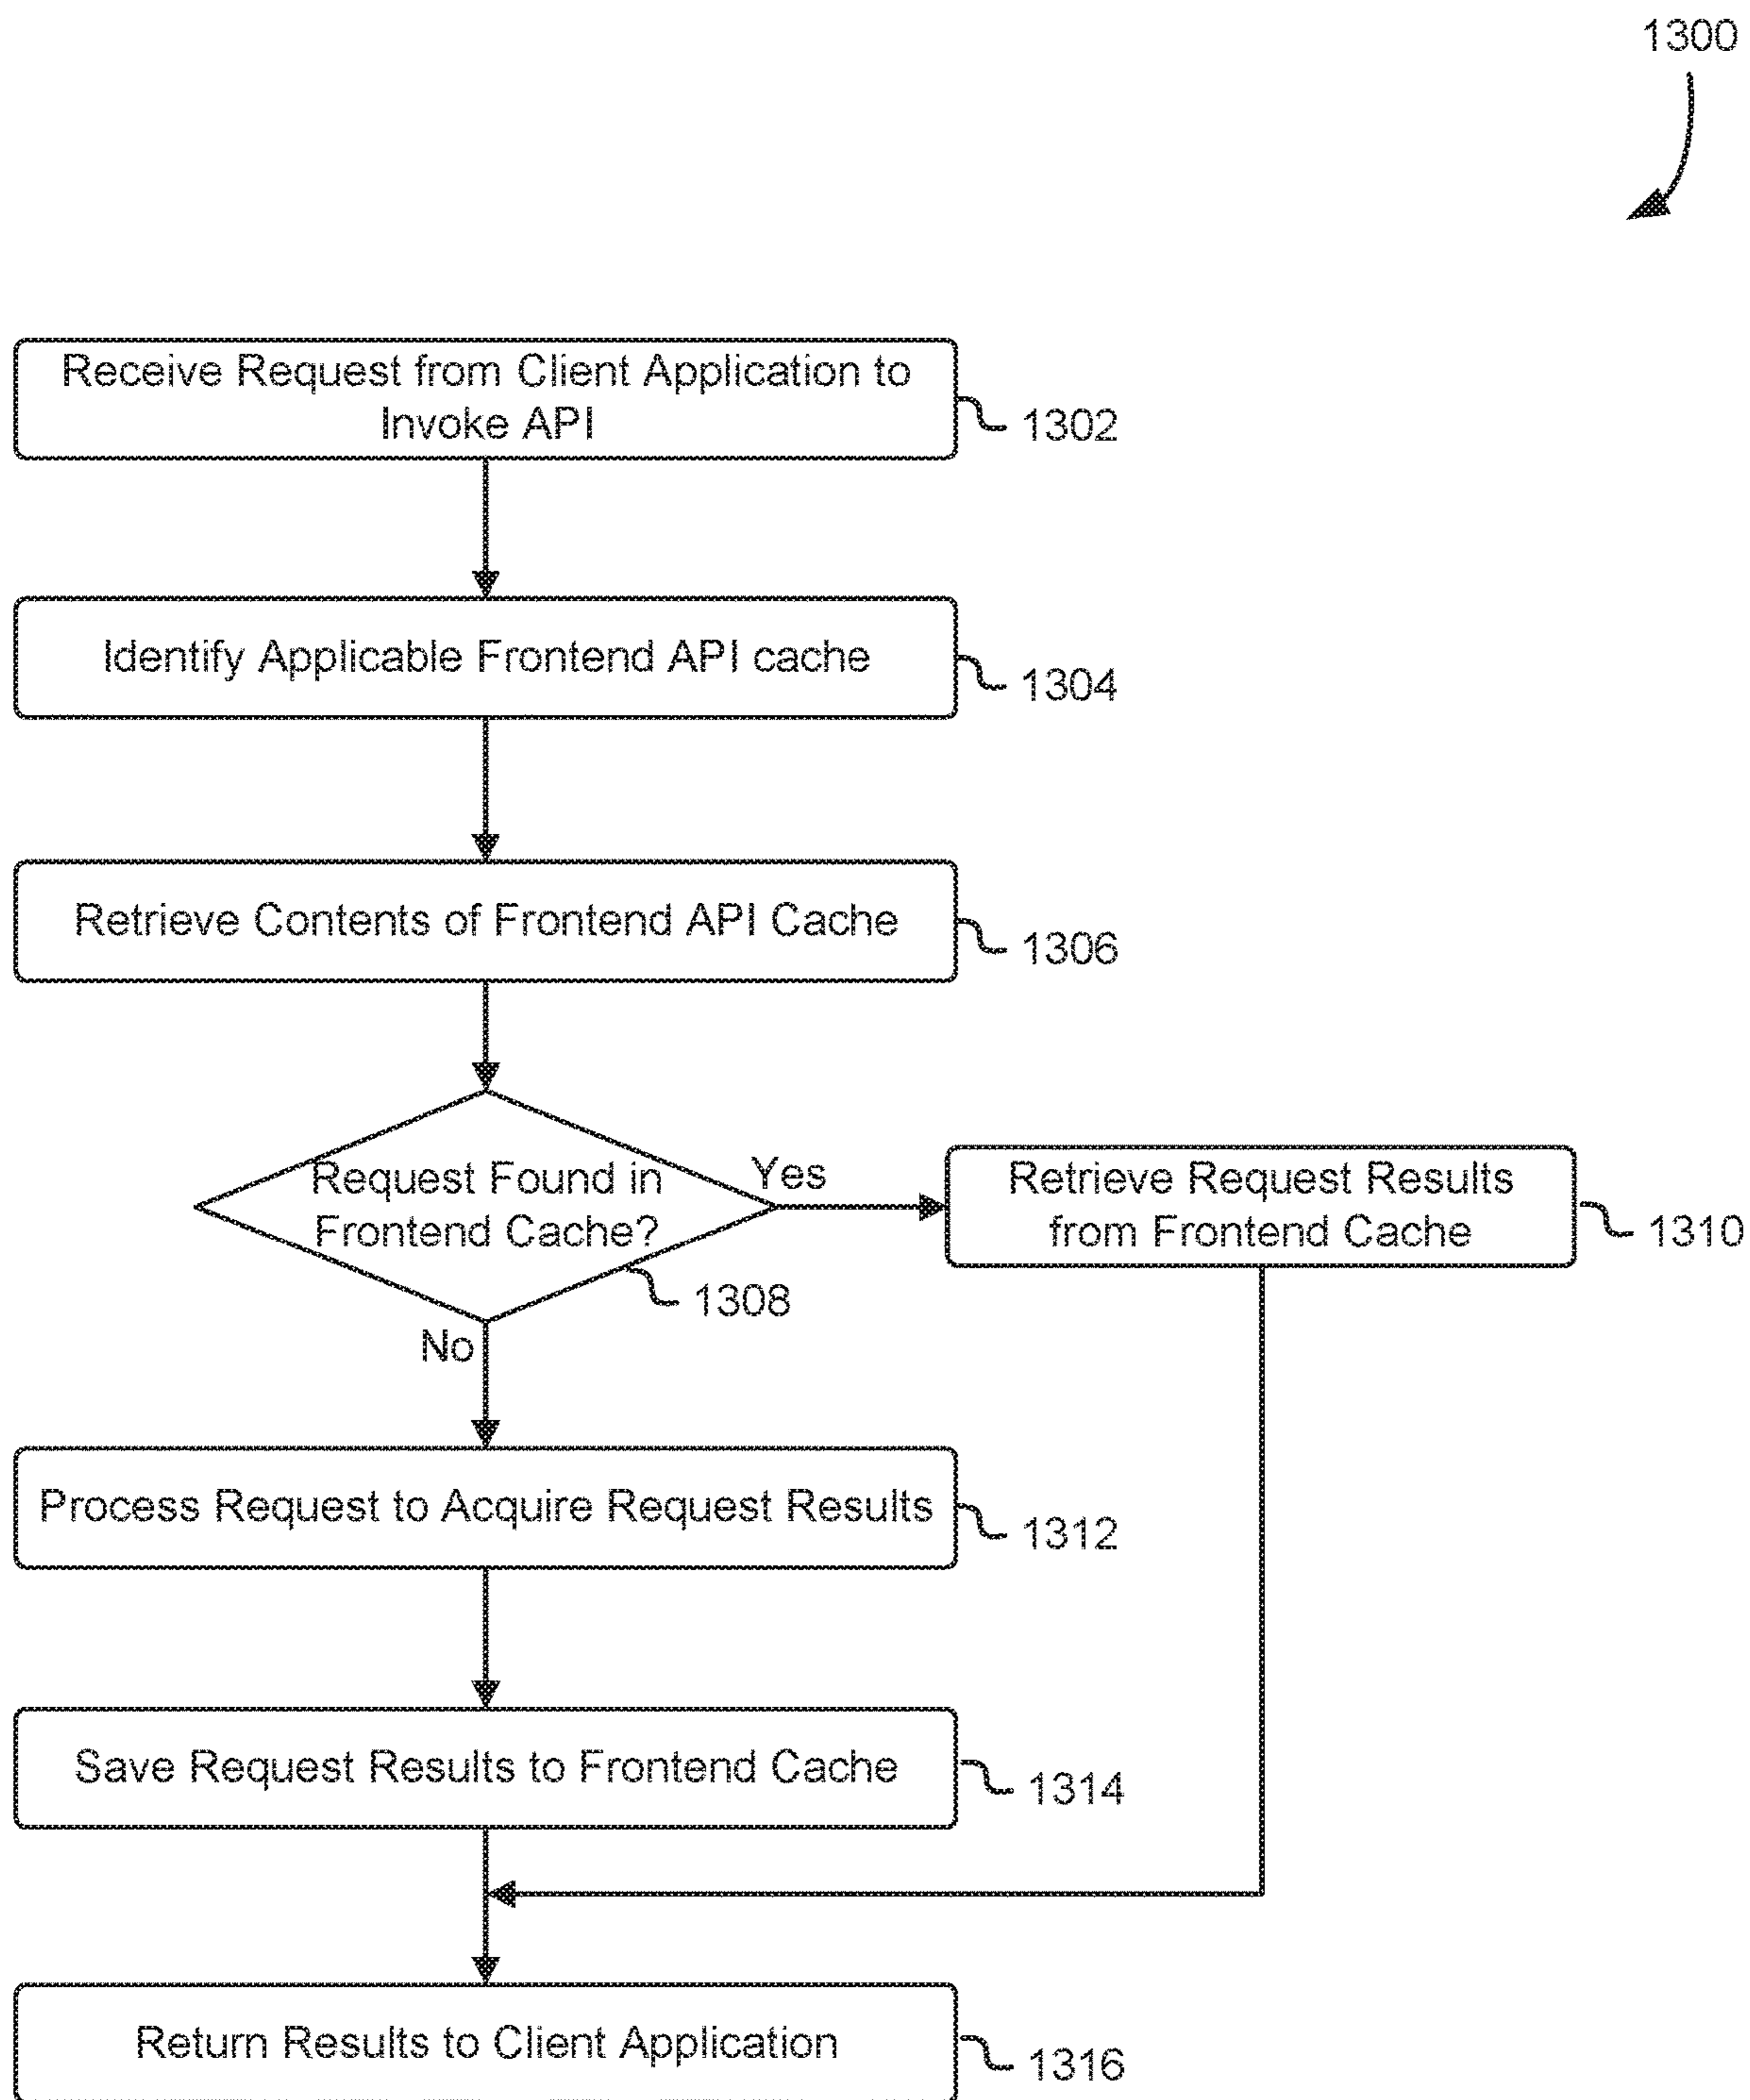 1300
Receive Request from Client Application to
Invoke API
1302
Identify Applicable Frontend API cache
1304
Retrieve Contents of Frontend API Cache
1306
Request Found in
Frontend Cache?
1308
Yes
Retrieve Request Results
from Frontend Cache
1310
No
Process Request to Acquire Request Results
1312
Save Request Results to Frontend Cache
1314
Return Results to Client Application
1316